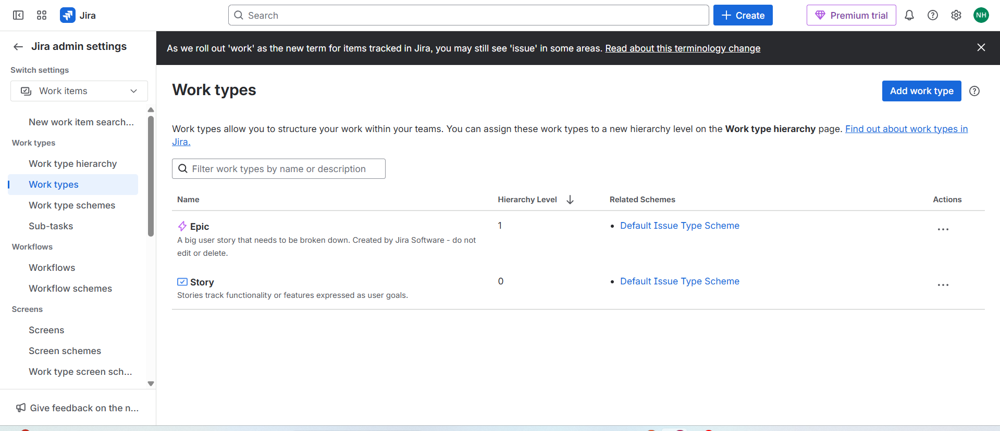 Jira
Search
Create
Premium trial
NH
Jira admin settings
Switch settings
Work items
New work item search...
Work types
Work type hierarchy
Work types
Work type schemes
Sub-tasks
Workflows
Workflows
Workflow schemes
Screens
Screens
Screen schemes
Work type screen sch...
Give feedback on the n...
As we roll out 'work' as the new term for items tracked in Jira, you may still see 'issue' in some areas. Read about this terminology change
Work types
Add work type
Work types allow you to structure your work within your teams. You can assign these work types to a new hierarchy level on the Work type hierarchy page. Find out about work types in
Jira.
Filter work types by name or description
Name Hierarchy Level Related Schemes Actions
Epic 1 • Default Issue Type Scheme ...
A big user story that needs to be broken down. Created by Jira Software - do not
edit or delete.
Story 0 • Default Issue Type Scheme ...
Stories track functionality or features expressed as user goals.